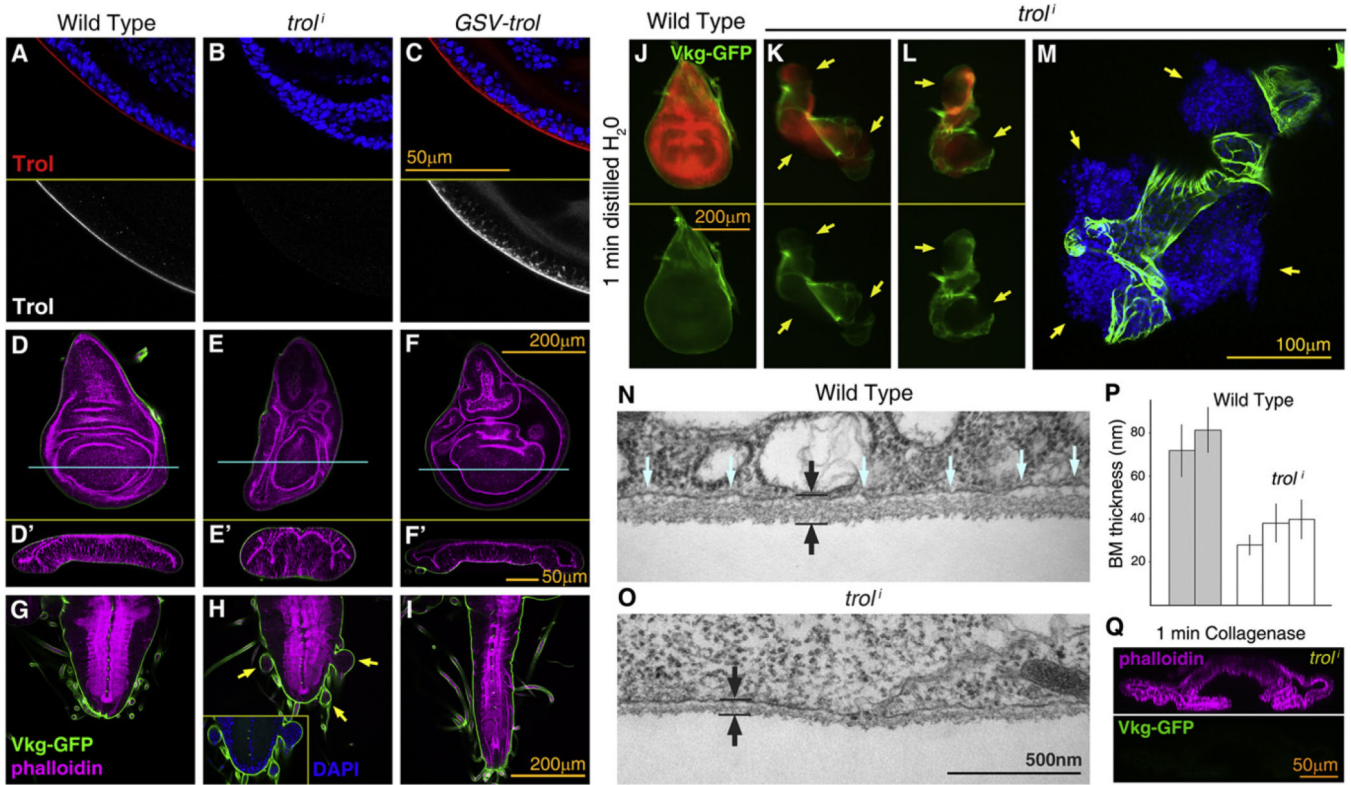 Wild Type
trol i
GSV-trol
A
B
C
Trol
50μm
Trol
D
E
F
200μm
D'
E'
F'
50μm
G
H
I
Vkg-GFP
phalloidin
DAPI
200μm
Wild Type
trol i
1 min distilled H20
J
Vkg-GFP
K
L
M
200μm
100μm
N
Wild Type
O
trol i
500nm
P
Wild Type
trol i
BM thickness (nm)
80
60
40
20
Q
1 min Collagenase
phalloidin
trol i
Vkg-GFP
50μm